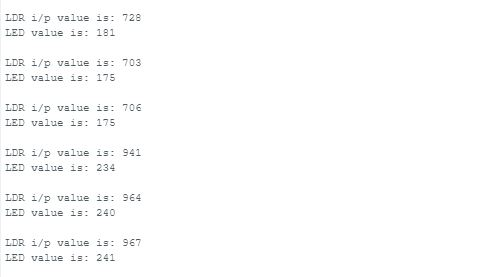 LDR i/p value is: 728
LED value is: 181
LDR i/p value is: 703
LED value is: 175
LDR i/p value is: 706
LED value is: 175
LDR i/p value is: 941
LED value is: 234
LDR i/p value is: 964
LED value is: 240
LDR i/p value is: 967
LED value is: 241